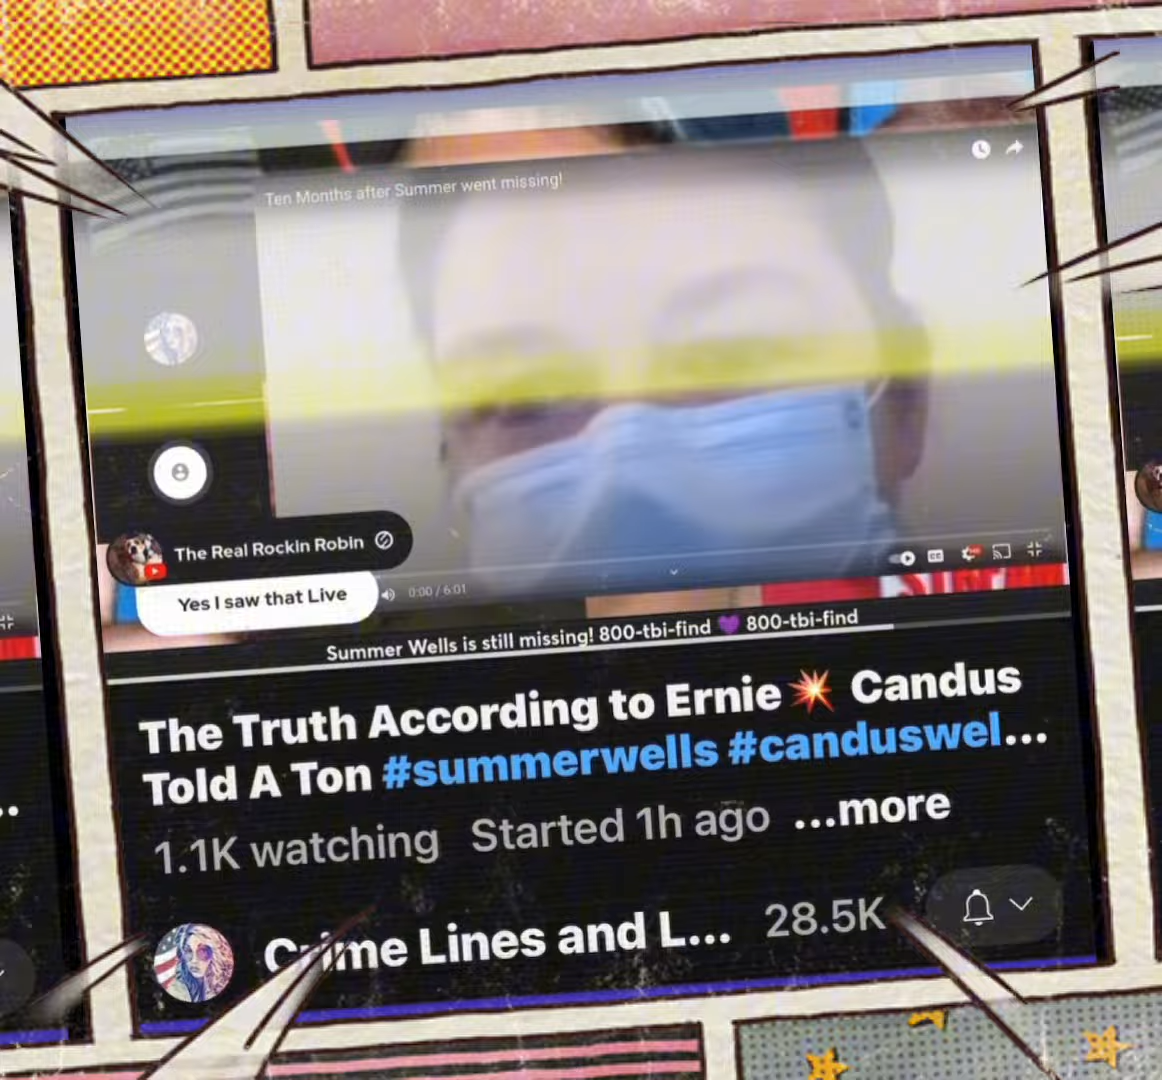 Ten Months after Summer went missing!
The Real Rockin Robin
Yes I saw that Live
0:00 / 6:01
Summer Wells is still missing! 800-tbi-find 💜 800-tbi-find
The Truth According to Ernie 💥 Candus
Told A Ton #summerwells #canduswel...
1.1K watching Started 1h ago ...more
Crime Lines and L... 28.5K